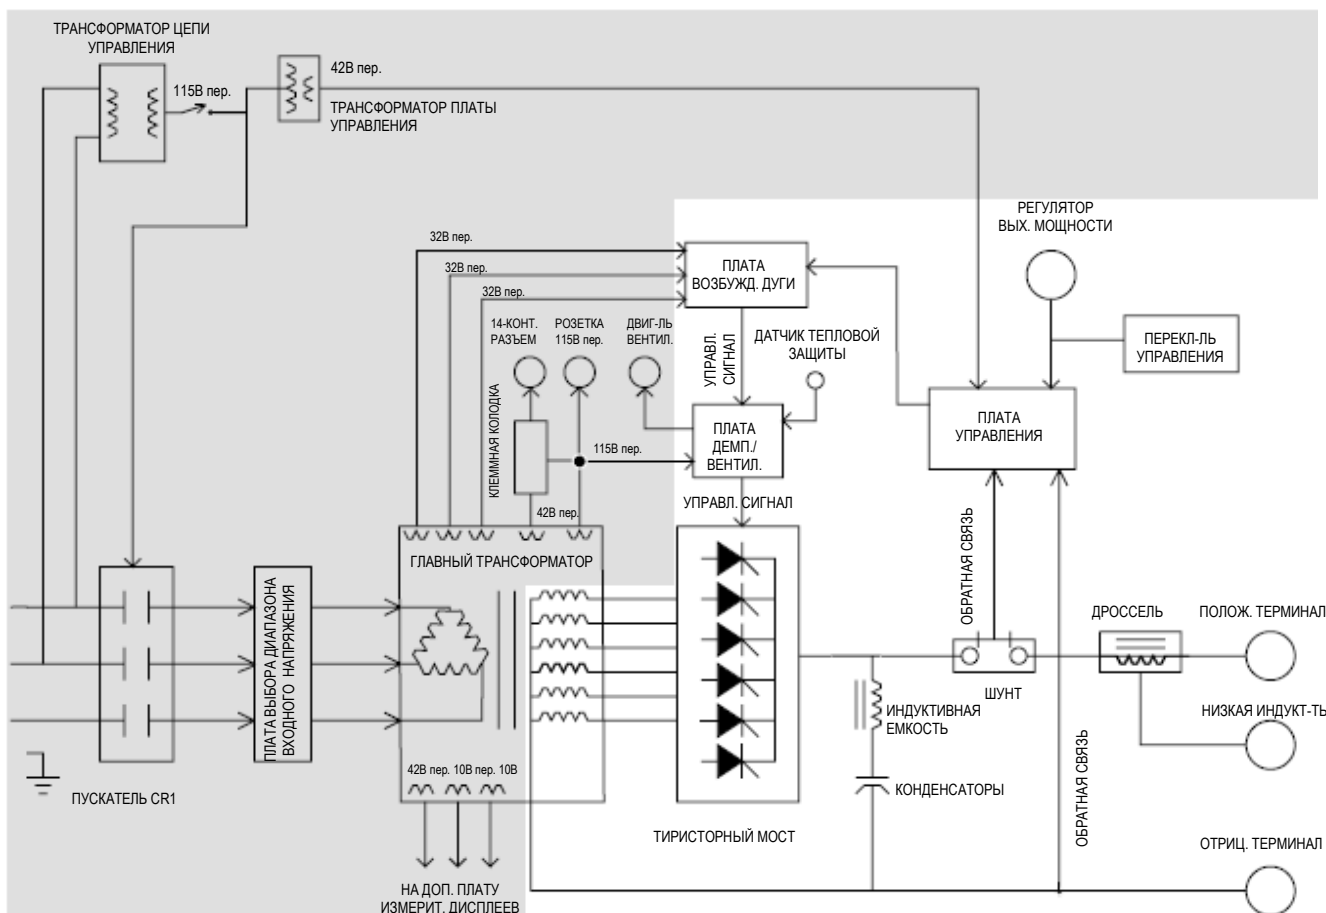 ТРАНСФОРМАТОР ЦЕПИ
УПРАВЛЕНИЯ
115В пер.
42В пер.
ТРАНСФОРМАТОР ПЛАТЫ
УПРАВЛЕНИЯ
РЕГУЛЯТОР
ВЫХ. МОЩНОСТИ
32В пер.
32В пер.
32В пер.
ПЛАТА
ВОЗБУЖД. ДУГИ
14-КОНТ.
РАЗЪЕМ
РОЗЕТКА
115В пер.
ДВИГ-ЛЬ
ВЕНТИЛ.
УПРАВЛ.
СИГНАЛ
ДАТЧИК ТЕПЛОВОЙ
ЗАЩИТЫ
ПЕРЕКЛ-ЛЬ
УПРАВЛЕНИЯ
КЛЕММНАЯ КОЛОДКА
115В пер.
ПЛАТА
ДЕМП./
ВЕНТИЛ.
ПЛАТА
УПРАВЛЕНИЯ
42В пер.
УПРАВЛ. СИГНАЛ
ГЛАВНЫЙ ТРАНСФОРМАТОР
ОБРАТНАЯ СВЯЗЬ
ПЛАТА ВЫБОРА ДИАПАЗОНА
ВХОДНОГО НАПРЯЖЕНИЯ
ДРОССЕЛЬ
ПОЛОЖ. ТЕРМИНАЛ
ШУНТ
ИНДУКТИВНАЯ
ЕМКОСТЬ
НИЗКАЯ ИНДУКТ-ТЬ
42В пер. 10В пер. 10В
ПУСКАТЕЛЬ CR1
КОНДЕНСАТОРЫ
ОБРАТНАЯ СВЯЗЬ
ТИРИСТОРНЫЙ МОСТ
ОТРИЦ. ТЕРМИНАЛ
НА ДОП. ПЛАТУ
ИЗМЕРИТ. ДИСПЛЕЕВ